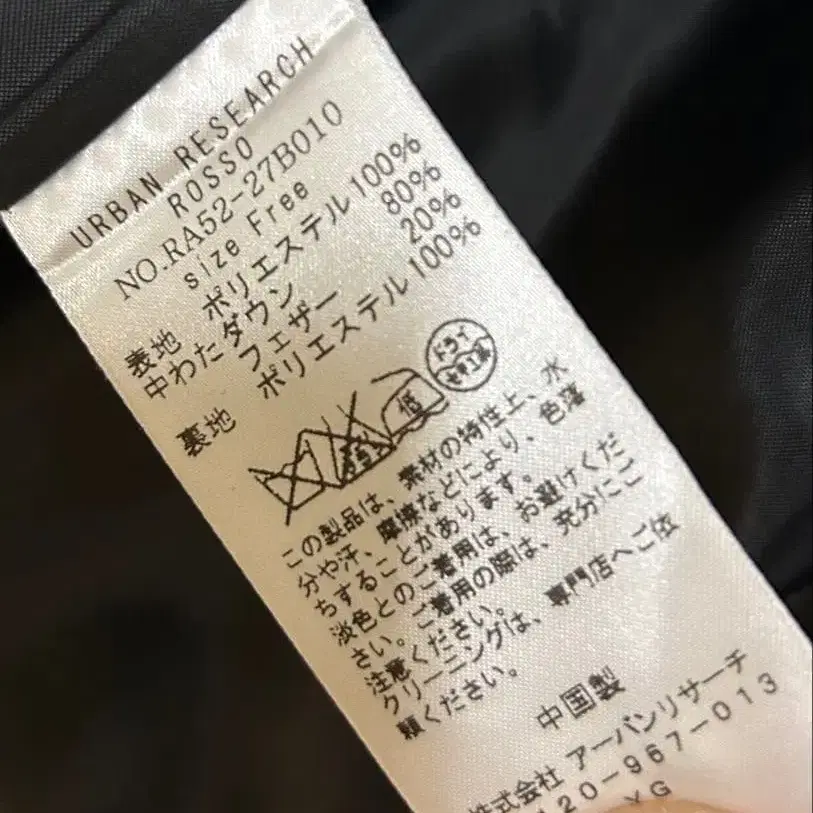 URBAN RESEARCH
ROSSO
NO.RA52-27B010
size Free
表地 ポリエステル100%
中わたダウン 80%
フェザー 20%
裏地 ポリエステル100%
ドライ
セキユ系
低
この製品は、素材の特性上、水
分や汗、摩擦などにより、色落
ちすることがあります。
淡色とのご着用は、お避けくだ
さい。ご着用の際は、充分にご
注意ください。
クリーニングは、専門店へご依
頼ください。
中国製
株式会社 アーバンリサーチ
120-967-013
YG